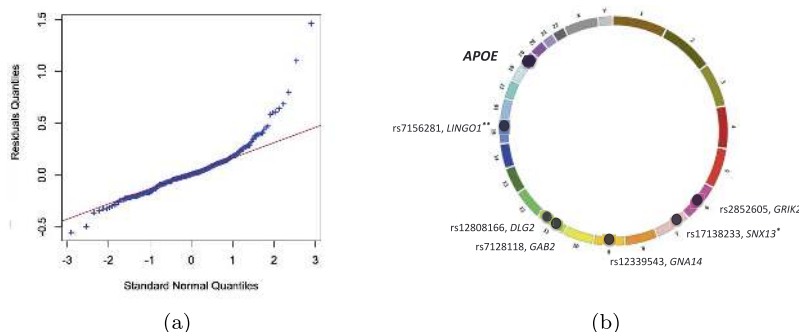 1.5
1.0
0.5
0.0
-0.5
Residuals Quantiles
-3 -2 -1 0 1 2 3
Standard Normal Quantiles
(a)
APOE
rs7156281, LINGO1**
rs12808166, DLG2
rs7128118, GAB2
rs12339543, GNA14
rs17138233, SNX13*
rs2852605, GRIK2
(b)